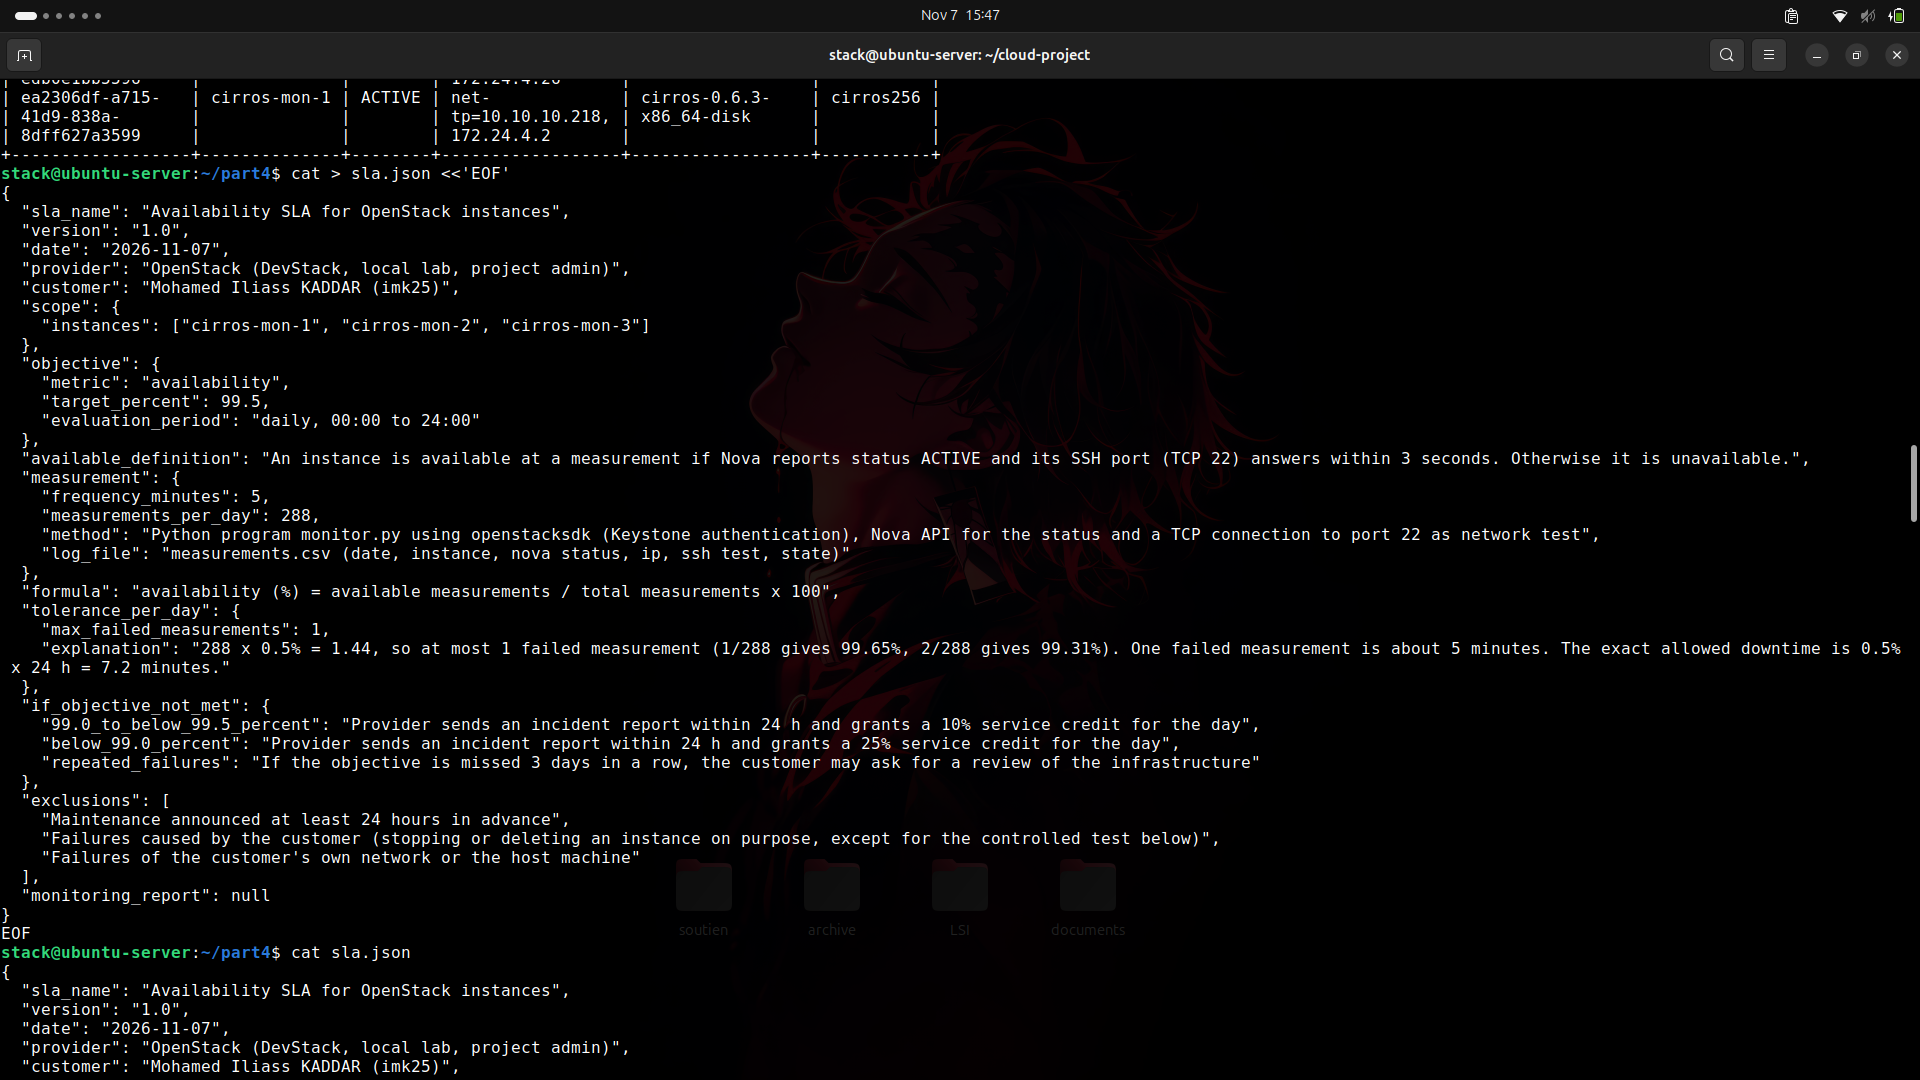 Nov 7 15:47
stack@ubuntu-server: ~/cloud-project
| ea2306df-a715- | cirros-mon-1 | ACTIVE | net- | cirros-0.6.3- | cirros256 |
| 41d9-838a- | | | tp=10.10.10.218, | x86_64-disk | |
| 8dff627a3599 | | | 172.24.4.2 | | |
+------------------+--------------+--------+------------------+------------------+-----------+
stack@ubuntu-server:~/part4$ cat > sla.json <<'EOF'
{
  "sla_name": "Availability SLA for OpenStack instances",
  "version": "1.0",
  "date": "2026-11-07",
  "provider": "OpenStack (DevStack, local lab, project admin)",
  "customer": "Mohamed Iliass KADDAR (imk25)",
  "scope": {
    "instances": ["cirros-mon-1", "cirros-mon-2", "cirros-mon-3"]
  },
  "objective": {
    "metric": "availability",
    "target_percent": 99.5,
    "evaluation_period": "daily, 00:00 to 24:00"
  },
  "available_definition": "An instance is available at a measurement if Nova reports status ACTIVE and its SSH port (TCP 22) answers within 3 seconds. Otherwise it is unavailable.",
  "measurement": {
    "frequency_minutes": 5,
    "measurements_per_day": 288,
    "method": "Python program monitor.py using openstacksdk (Keystone authentication), Nova API for the status and a TCP connection to port 22 as network test",
    "log_file": "measurements.csv (date, instance, nova status, ip, ssh test, state)"
  },
  "formula": "availability (%) = available measurements / total measurements x 100",
  "tolerance_per_day": {
    "max_failed_measurements": 1,
    "explanation": "288 x 0.5% = 1.44, so at most 1 failed measurement (1/288 gives 99.65%, 2/288 gives 99.31%). One failed measurement is about 5 minutes. The exact allowed downtime is 0.5%
 x 24 h = 7.2 minutes."
  },
  "if_objective_not_met": {
    "99.0_to_below_99.5_percent": "Provider sends an incident report within 24 h and grants a 10% service credit for the day",
    "below_99.0_percent": "Provider sends an incident report within 24 h and grants a 25% service credit for the day",
    "repeated_failures": "If the objective is missed 3 days in a row, the customer may ask for a review of the infrastructure"
  },
  "exclusions": [
    "Maintenance announced at least 24 hours in advance",
    "Failures caused by the customer (stopping or deleting an instance on purpose, except for the controlled test below)",
    "Failures of the customer's own network or the host machine"
  ],
  "monitoring_report": null
}
EOF
soutien archive LSI documents
stack@ubuntu-server:~/part4$ cat sla.json
{
  "sla_name": "Availability SLA for OpenStack instances",
  "version": "1.0",
  "date": "2026-11-07",
  "provider": "OpenStack (DevStack, local lab, project admin)",
  "customer": "Mohamed Iliass KADDAR (imk25)",